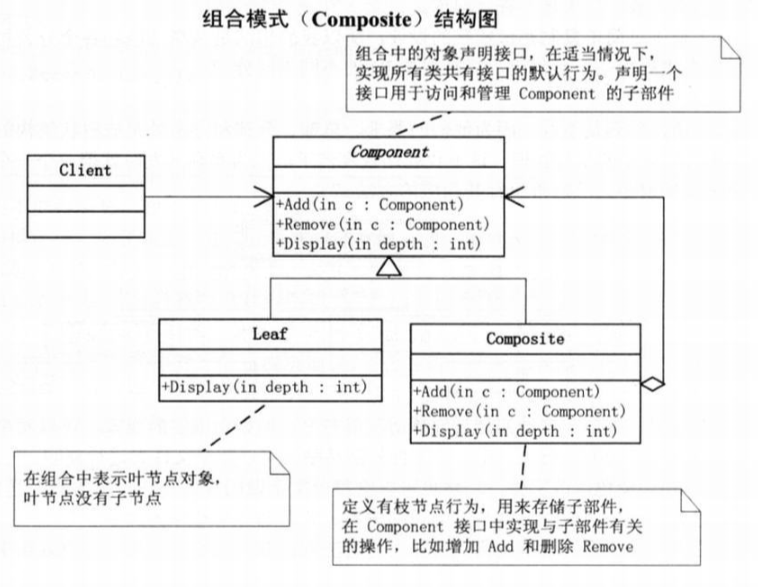 组合模式（Composite）结构图
组合中的对象声明接口，在适当情况下，
实现所有类共有接口的默认行为。声明一个
接口用于访问和管理 Component 的子部件
Component
+Add(in c : Component)
+Remove(in c : Component)
+Display(in depth : int)
Client
Leaf
+Display(in depth : int)
Composite
+Add(in c : Component)
+Remove(in c : Component)
+Display(in depth : int)
在组合中表示叶节点对象，
叶节点没有子节点
定义有枝节点行为，用来存储子部件，
在 Component 接口中实现与子部件有关
的操作，比如增加 Add 和删除 Remove